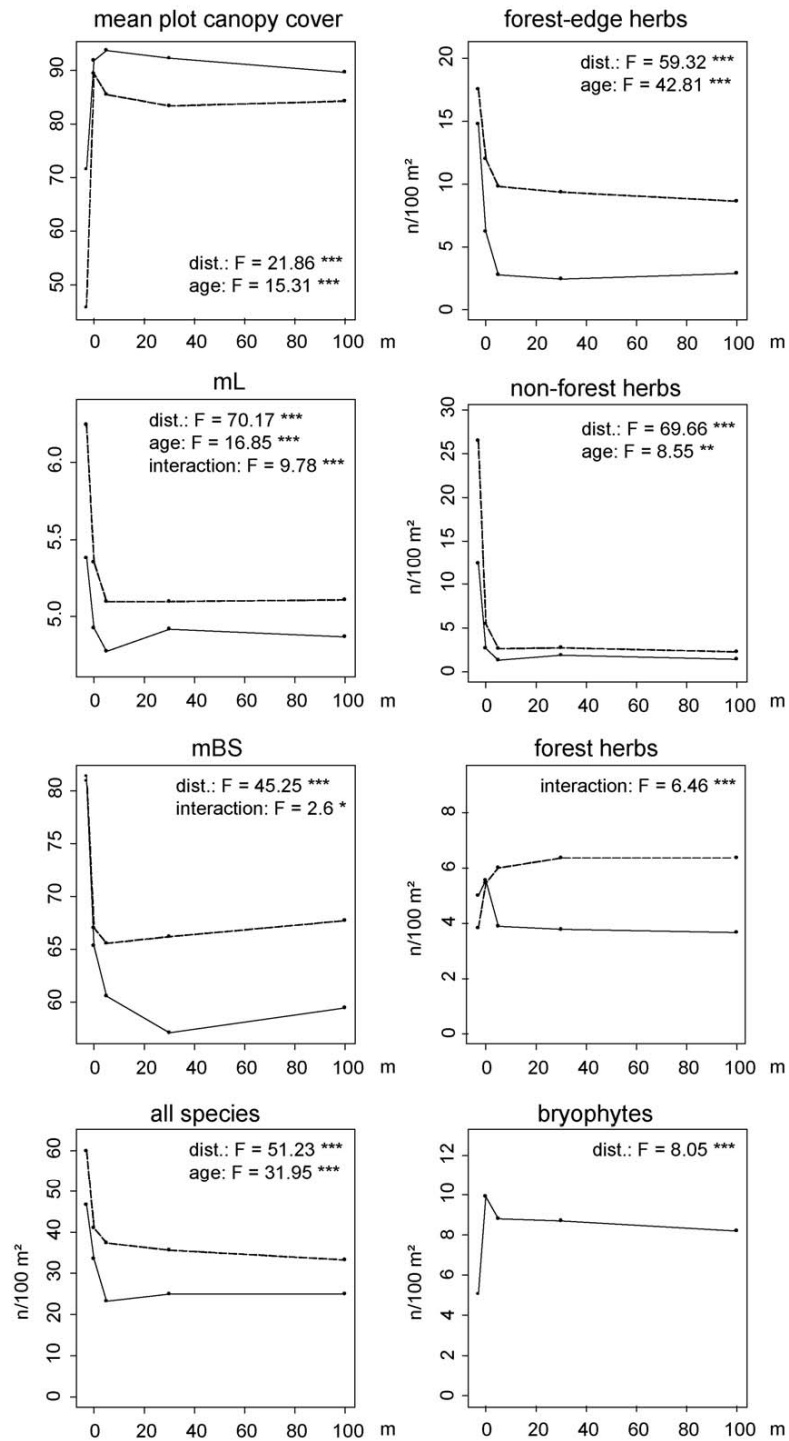 mean plot canopy cover
90
80
70
60
50
dist.: F = 21.86 ***
age: F = 15.31 ***
0 20 40 60 80 100 m
forest-edge herbs
n/100 m²
20
15
10
5
0
dist.: F = 59.32 ***
age: F = 42.81 ***
0 20 40 60 80 100 m
mL
6.0
5.5
5.0
dist.: F = 70.17 ***
age: F = 16.85 ***
interaction: F = 9.78 ***
0 20 40 60 80 100 m
non-forest herbs
n/100 m²
30
25
20
15
10
5
0
dist.: F = 69.66 ***
age: F = 8.55 **
0 20 40 60 80 100 m
mBS
80
75
70
65
60
dist.: F = 45.25 ***
interaction: F = 2.6 *
0 20 40 60 80 100 m
forest herbs
n/100 m²
8
6
4
2
0
interaction: F = 6.46 ***
0 20 40 60 80 100 m
all species
n/100 m²
60
50
40
30
20
10
0
dist.: F = 51.23 ***
age: F = 31.95 ***
0 20 40 60 80 100 m
bryophytes
n/100 m²
12
10
8
6
4
2
0
dist.: F = 8.05 ***
0 20 40 60 80 100 m